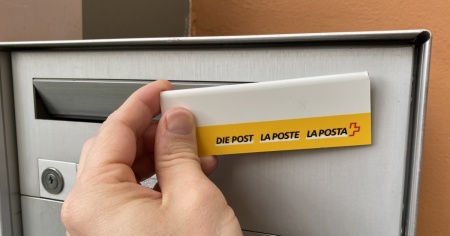 DIE POST LA POSTE LA POSTA